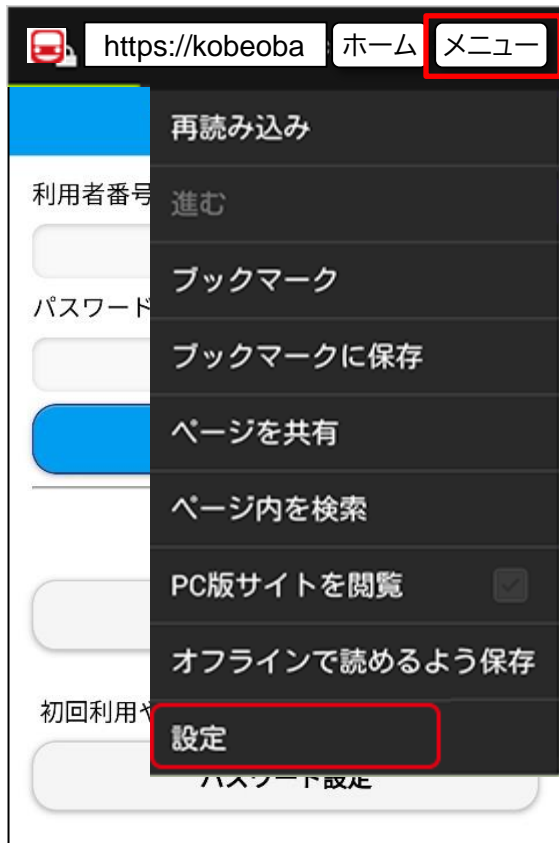 https://kobeoba
ホーム
メニュー
再読み込み
利用者番号
進む
ブックマーク
パスワード
ブックマークに保存
ページを共有
ページ内を検索
PC版サイトを閲覧
オフラインで読めるよう保存
初回利用や
設定
パスワード設定